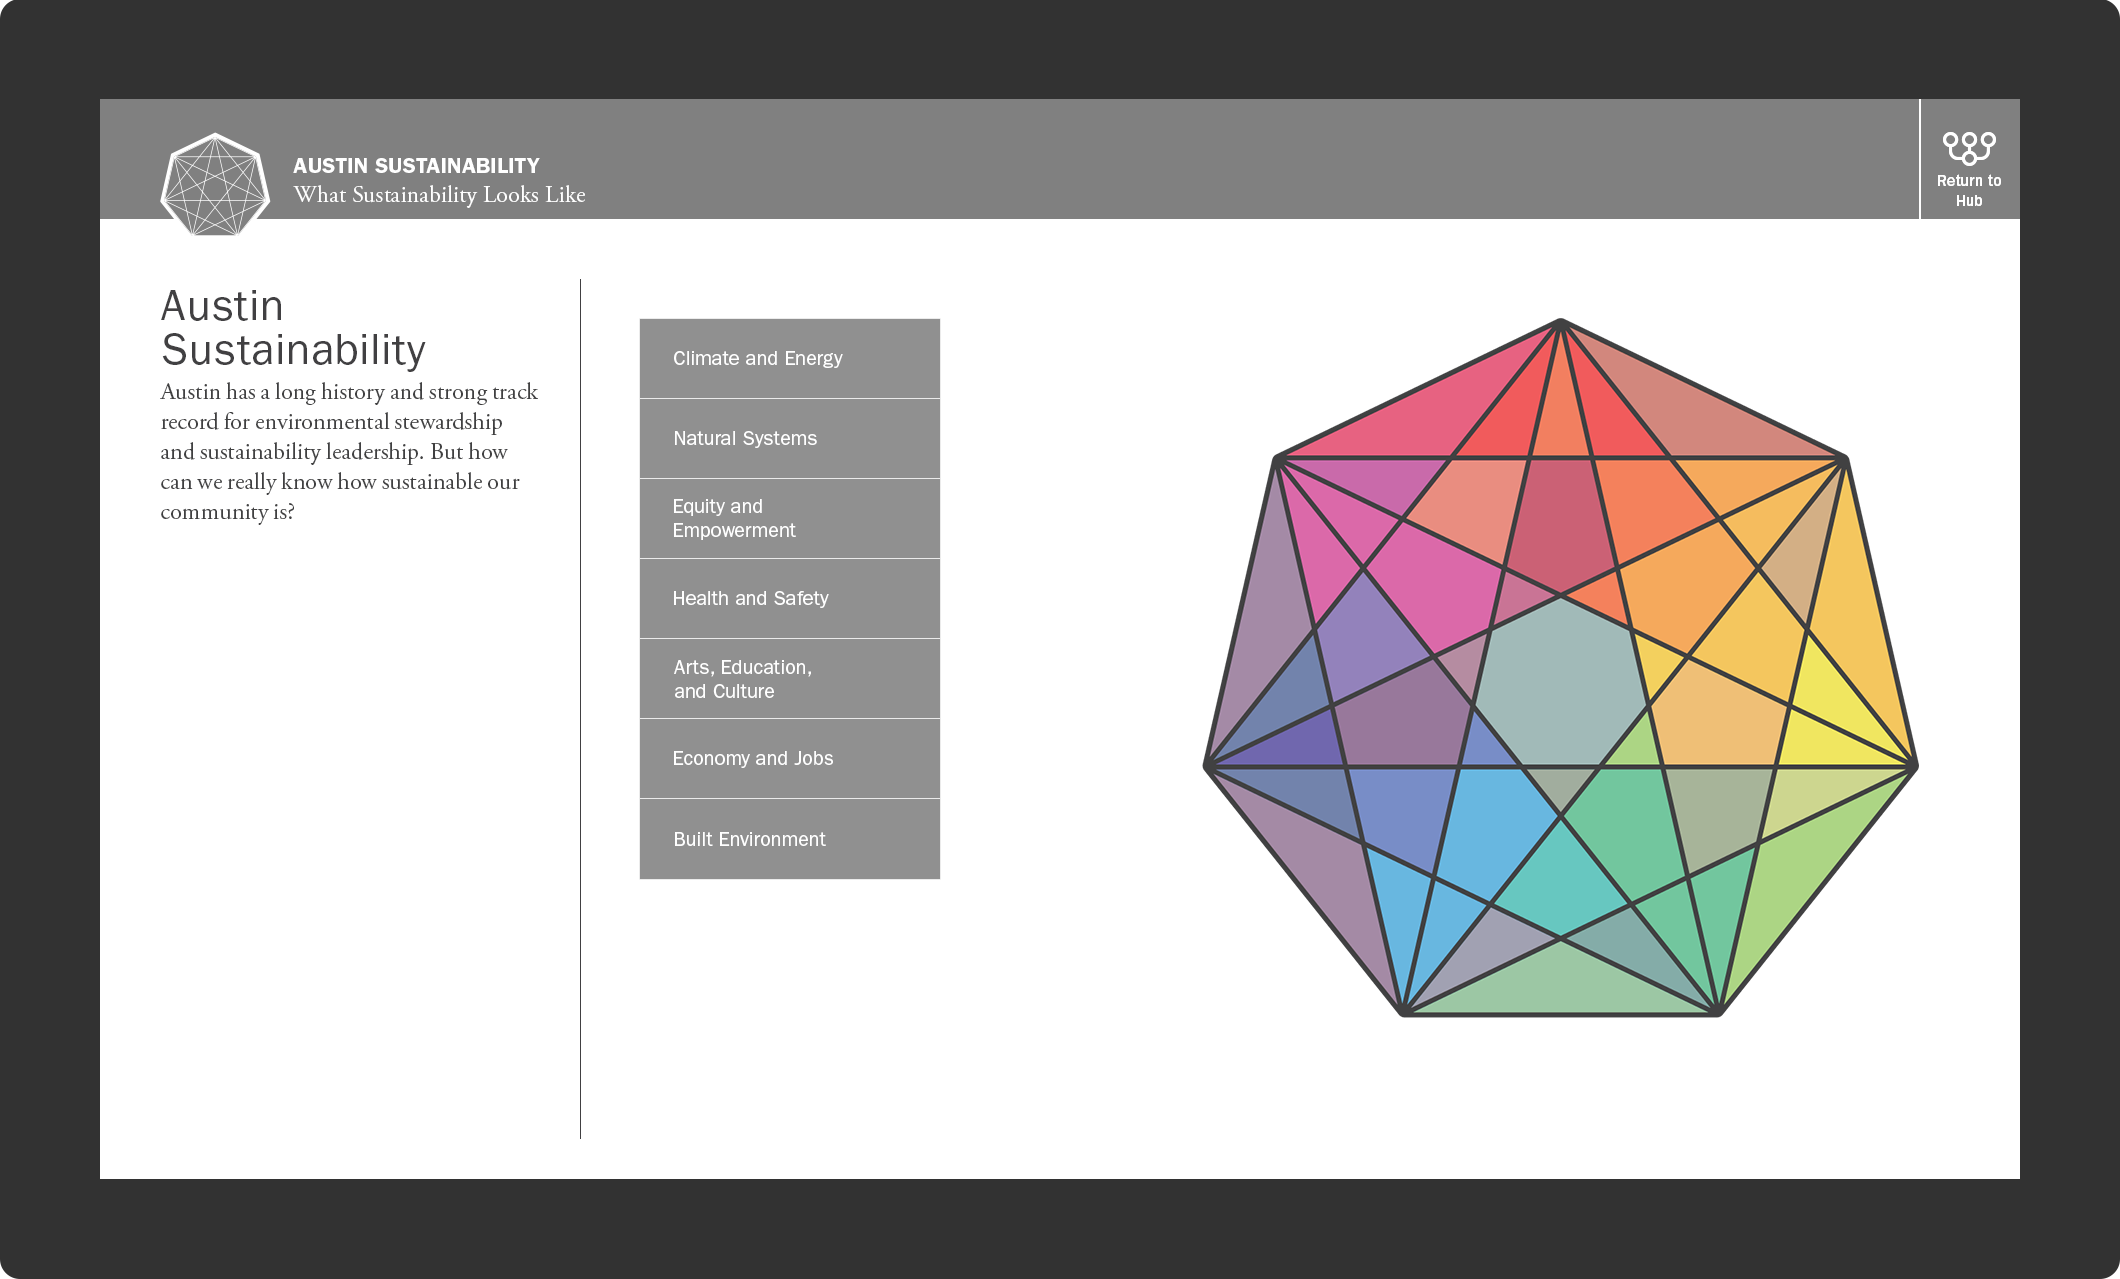 AUSTIN SUSTAINABILITY
What Sustainability Looks Like
Return to
Hub
Austin
Sustainability
Austin has a long history and strong track
record for environmental stewardship
and sustainability leadership. But how
can we really know how sustainable our
community is?
Climate and Energy
Natural Systems
Equity and
Empowerment
Health and Safety
Arts, Education,
and Culture
Economy and Jobs
Built Environment